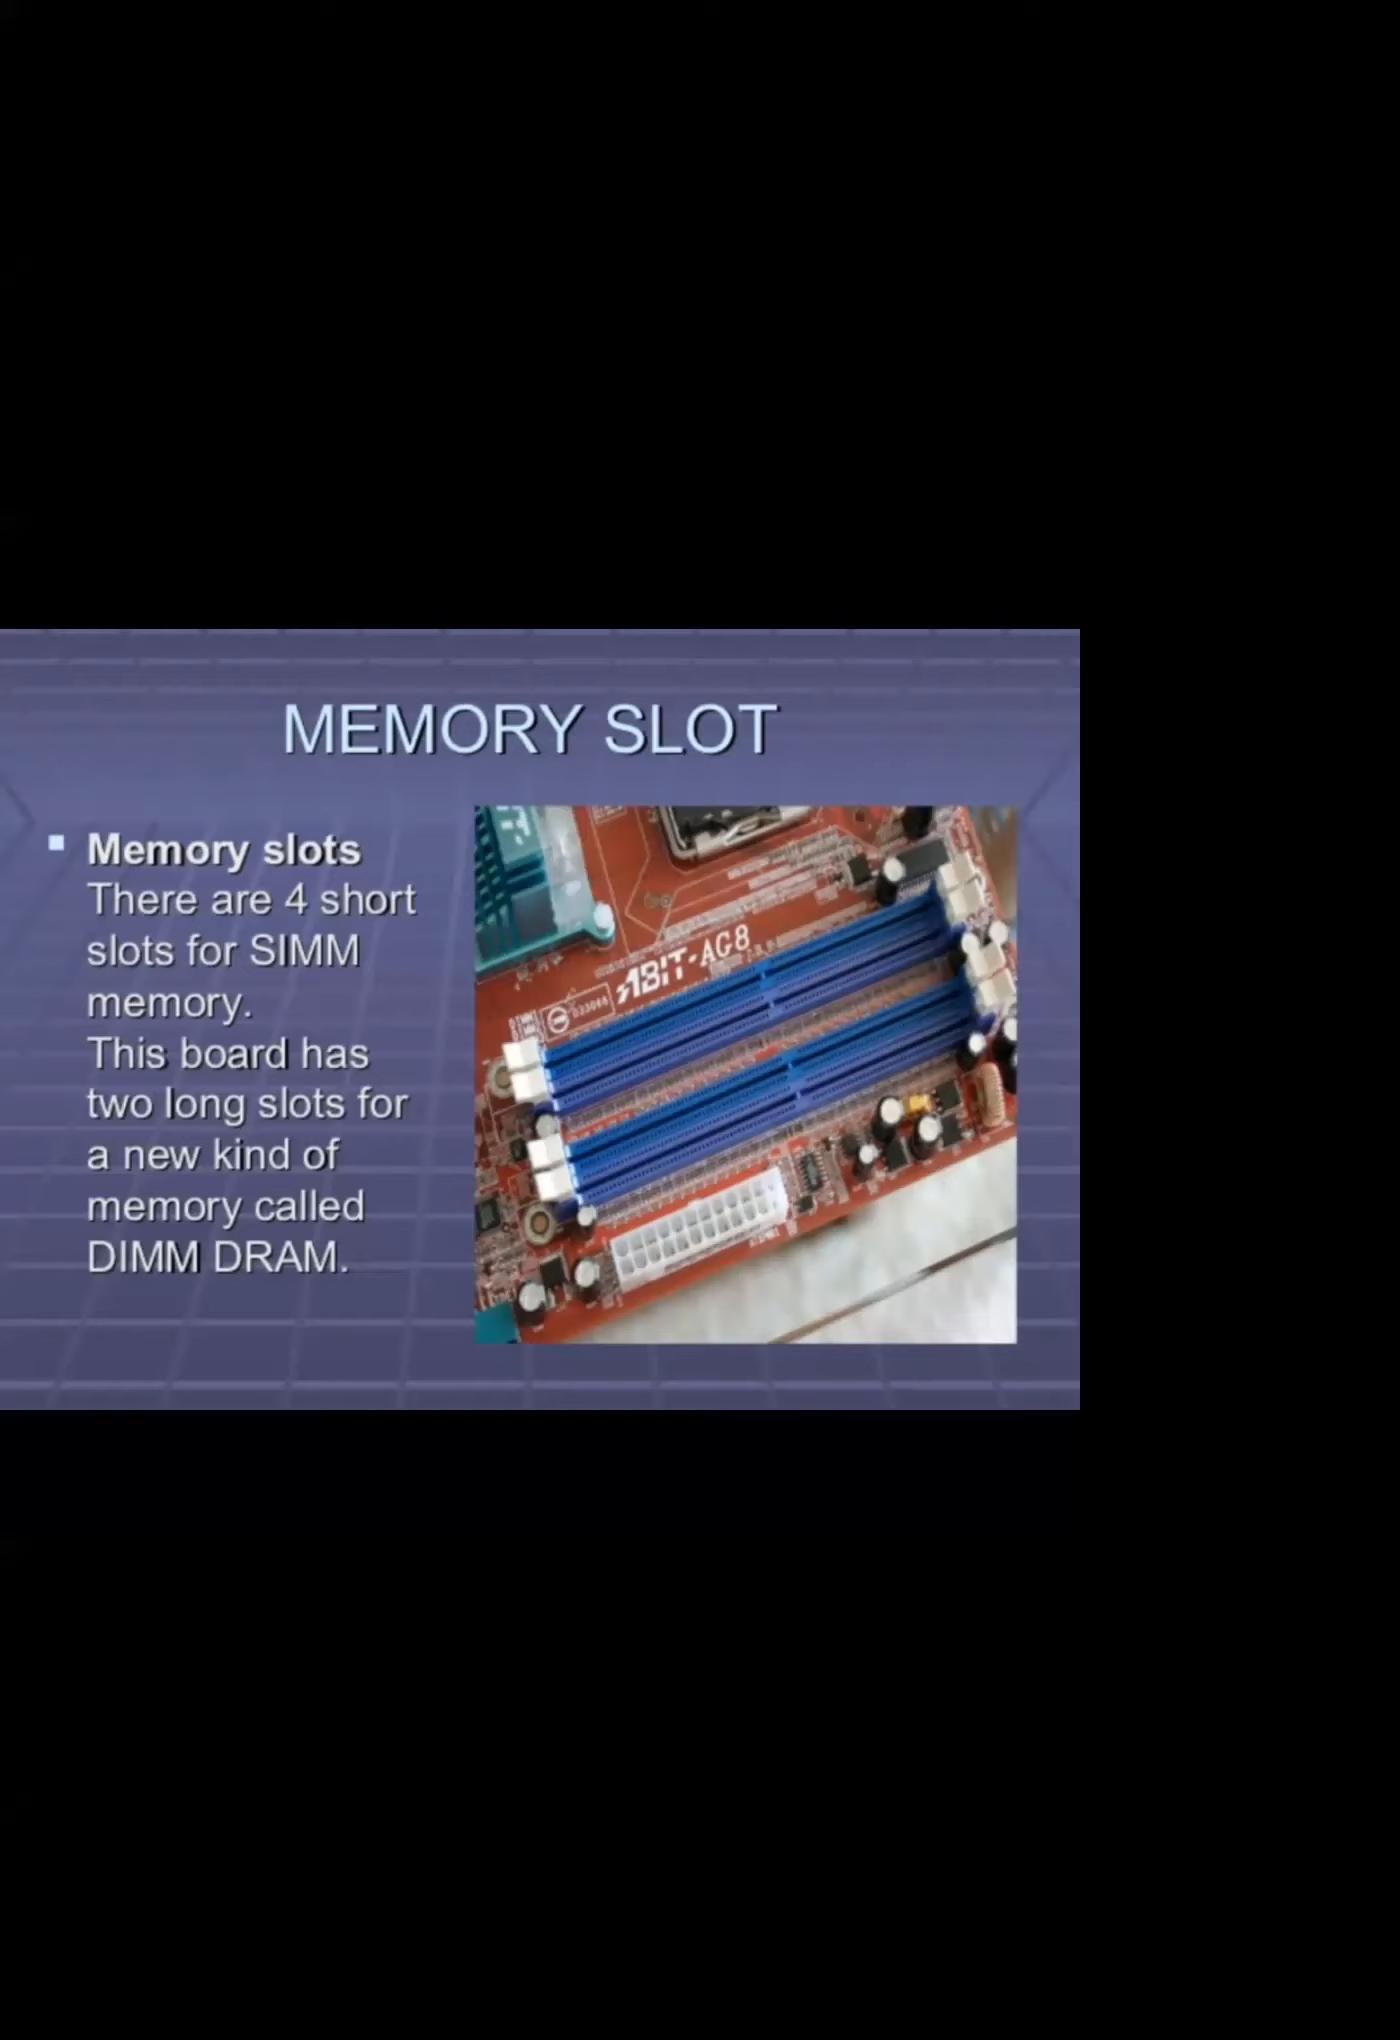 MEMORY SLOT
Memory slots
There are 4 short
slots for SIMM
memory.
This board has
two long slots for
a new kind of
memory called
DIMM DRAM.
ABIT-AG8